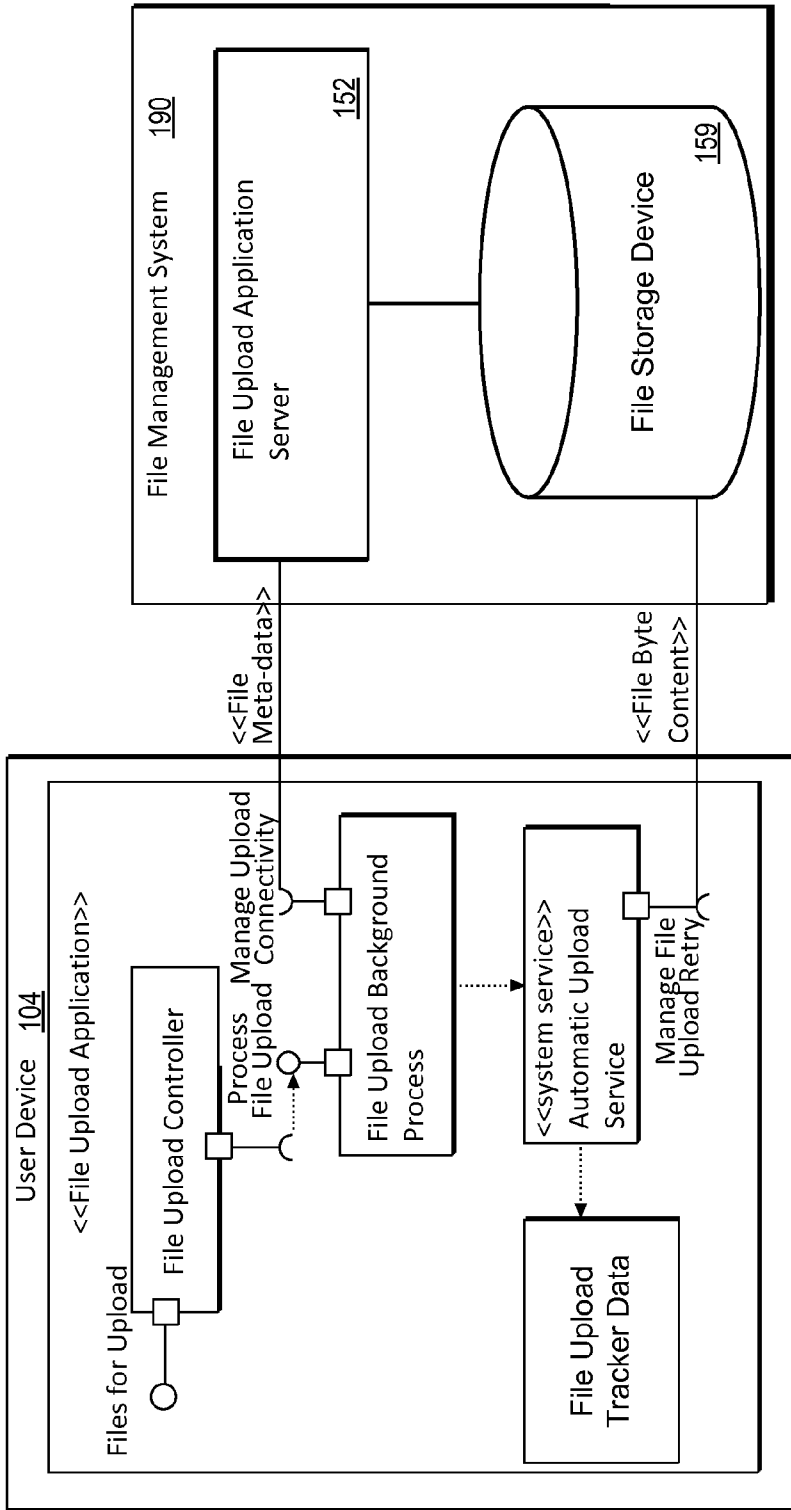 User Device 104
<<File Upload Application>>
Files for Upload
File Upload Controller
Process
File Upload
Manage Upload
Connectivity
File Upload Background
Process
<<system service>>
Automatic Upload
Service
Manage File
Upload Retry
File Upload
Tracker Data
<<File
Meta-data>>
<<File Byte
Content>>
File Management System 190
File Upload Application
Server
152
File Storage Device
159